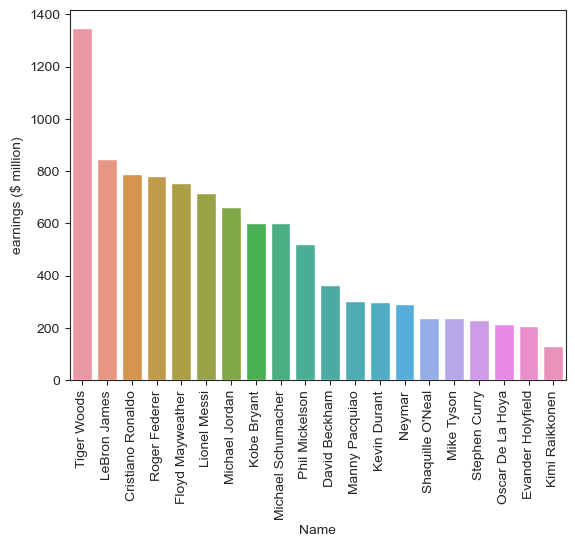 earnings ($ million)
1400
1200
1000
800
600
400
200
0
Tiger Woods
LeBron James
Cristiano Ronaldo
Roger Federer
Floyd Mayweather
Lionel Messi
Michael Jordan
Kobe Bryant
Michael Schumacher
Phil Mickelson
David Beckham
Manny Pacquiao
Kevin Durant
Neymar
Shaquille O'Neal
Mike Tyson
Stephen Curry
Oscar De La Hoya
Evander Holyfield
Kimi Raikkonen
Name